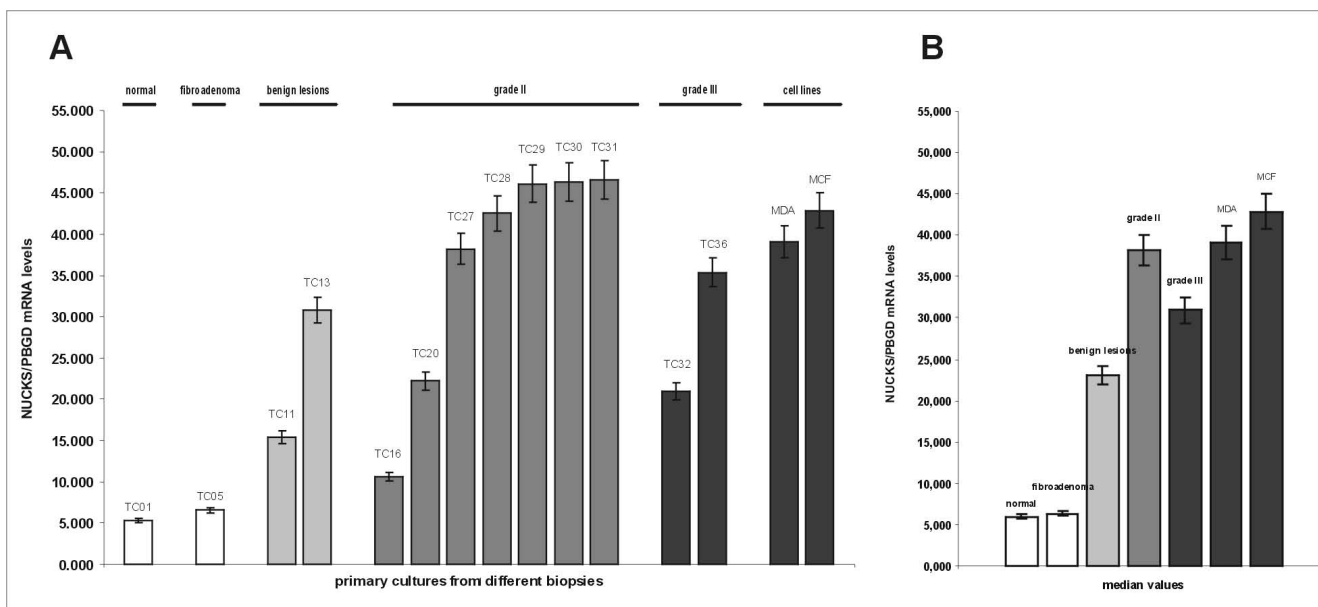 A
normal fibroadenoma benign lesions grade II grade III cell lines
55.000
50.000
45.000
40.000
35.000
30.000
25.000
20.000
15.000
10.000
5.000
0.000
NUCKS/PBGD mRNA levels
TC01
TC05
TC11
TC13
TC16
TC20
TC27
TC28
TC29
TC30
TC31
TC32
TC36
MDA
MCF
primary cultures from different biopsies
B
55,000
50,000
45,000
40,000
35,000
30,000
25,000
20,000
15,000
10,000
5,000
0,000
NUCKS/PBGD mRNA levels
normal
fibroadenoma
benign lesions
grade II
grade III
MDA
MCF
median values